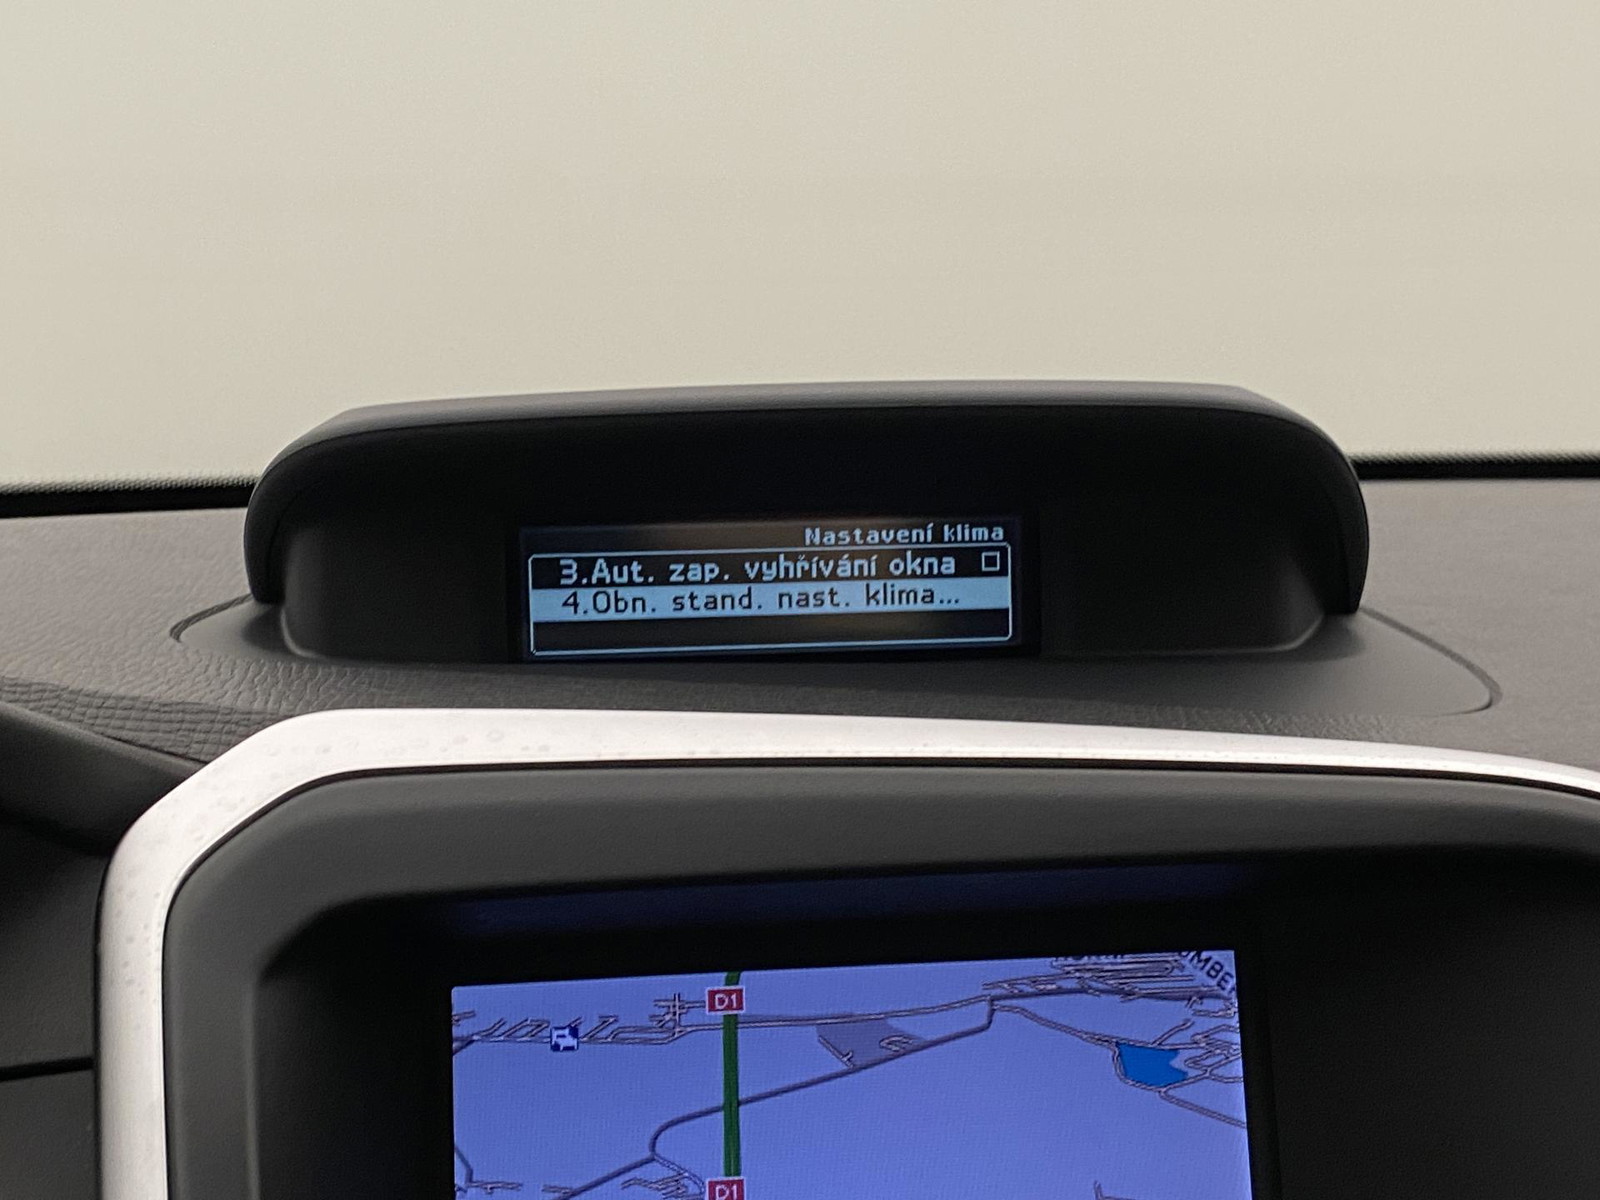 Nastavení klima
3.Aut. zap. vyhřívání okna
4.Obn. stand. nast. klima...
D1
D1